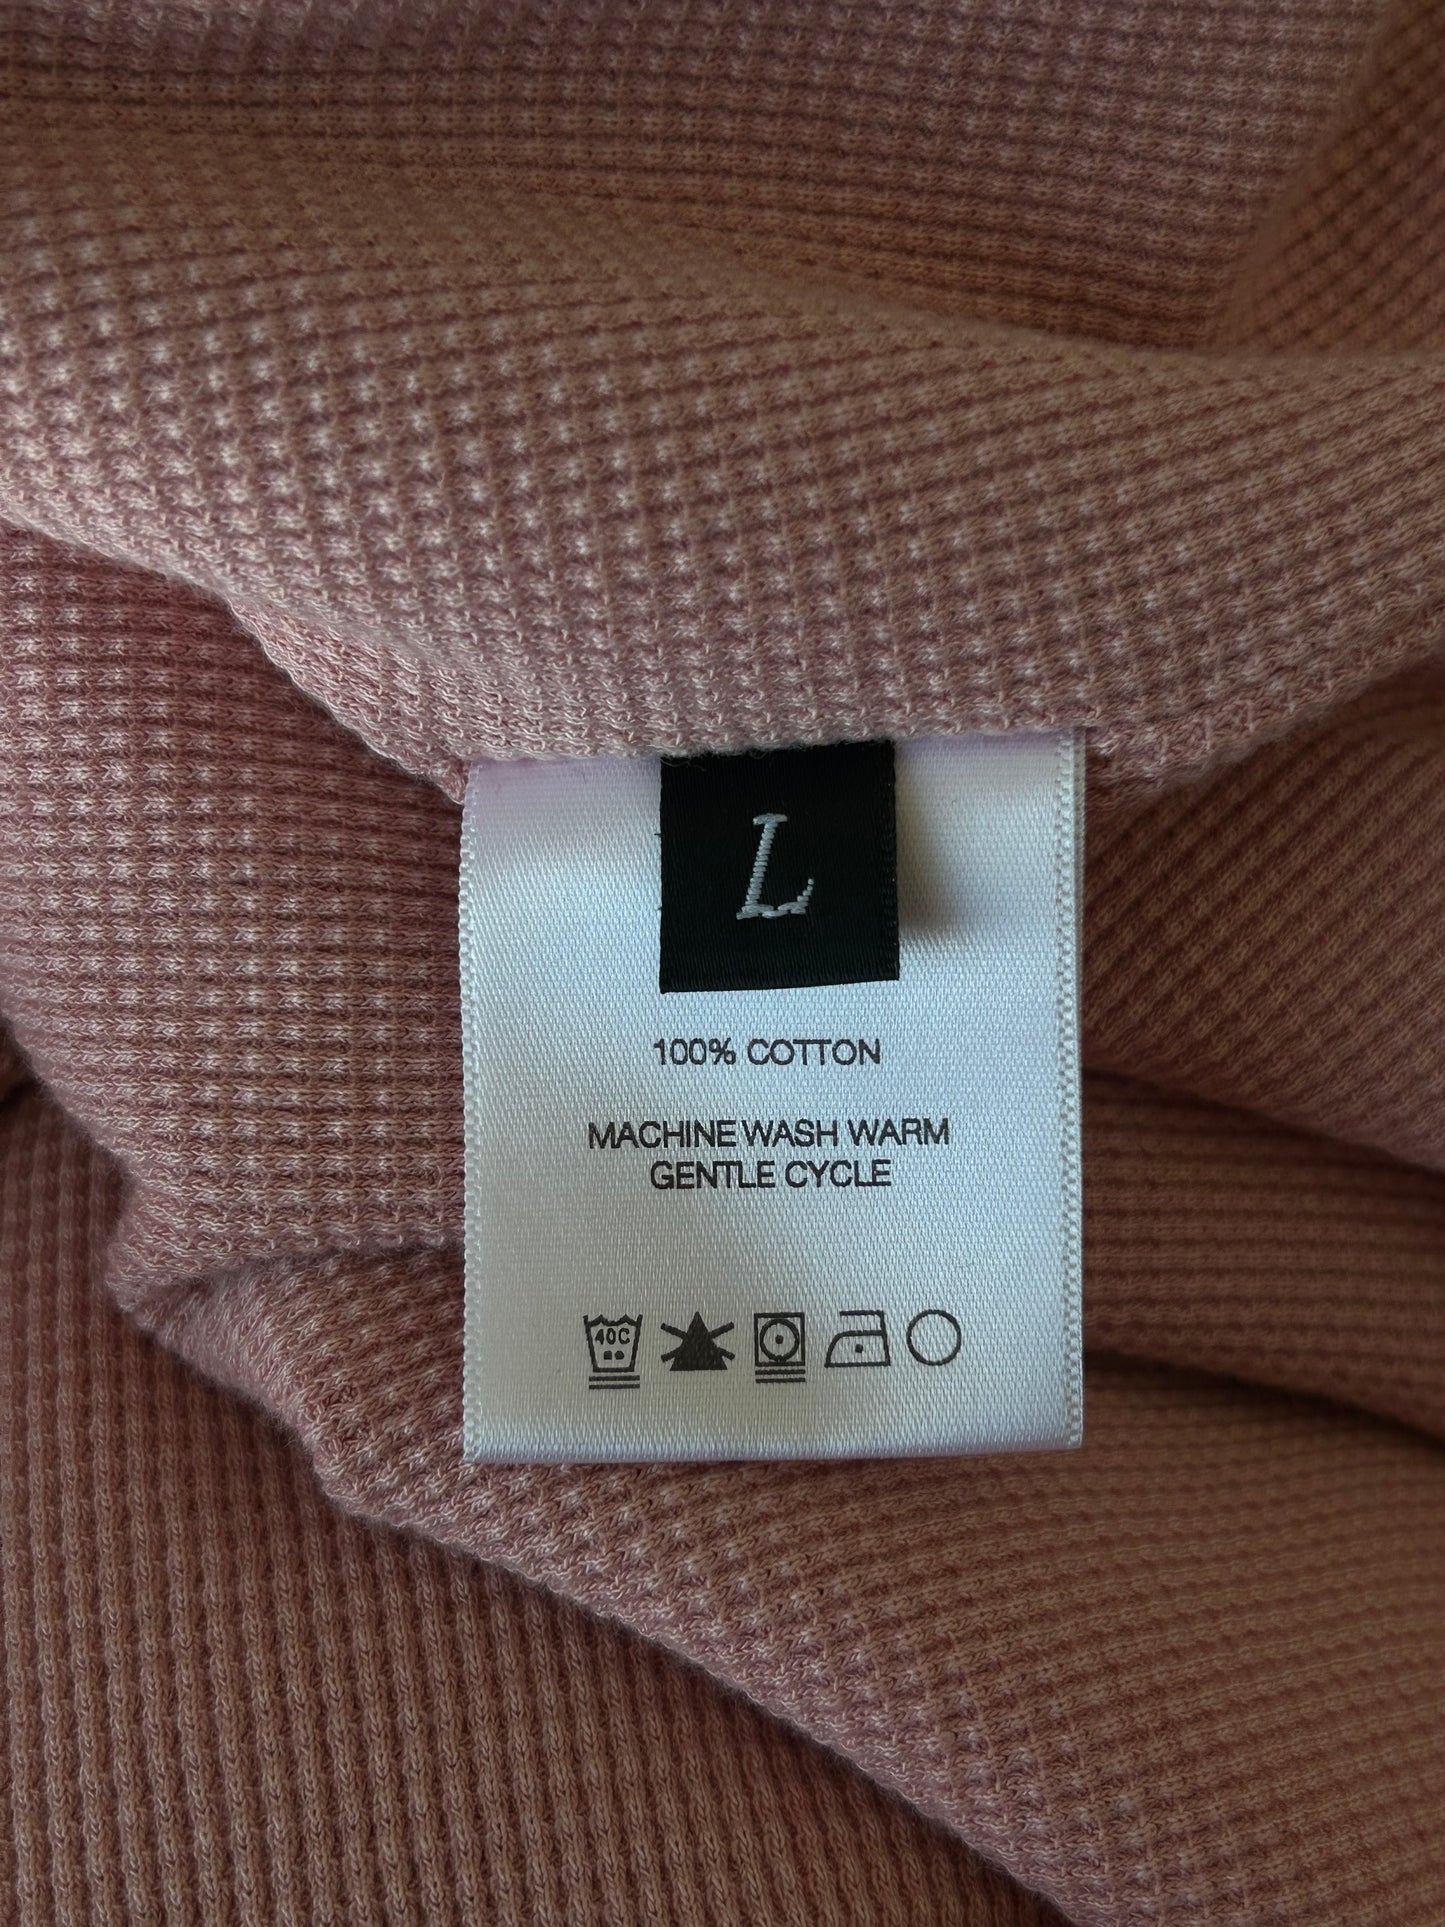 L
100% COTTON
MACHINE WASH WARM
GENTLE CYCLE
40C